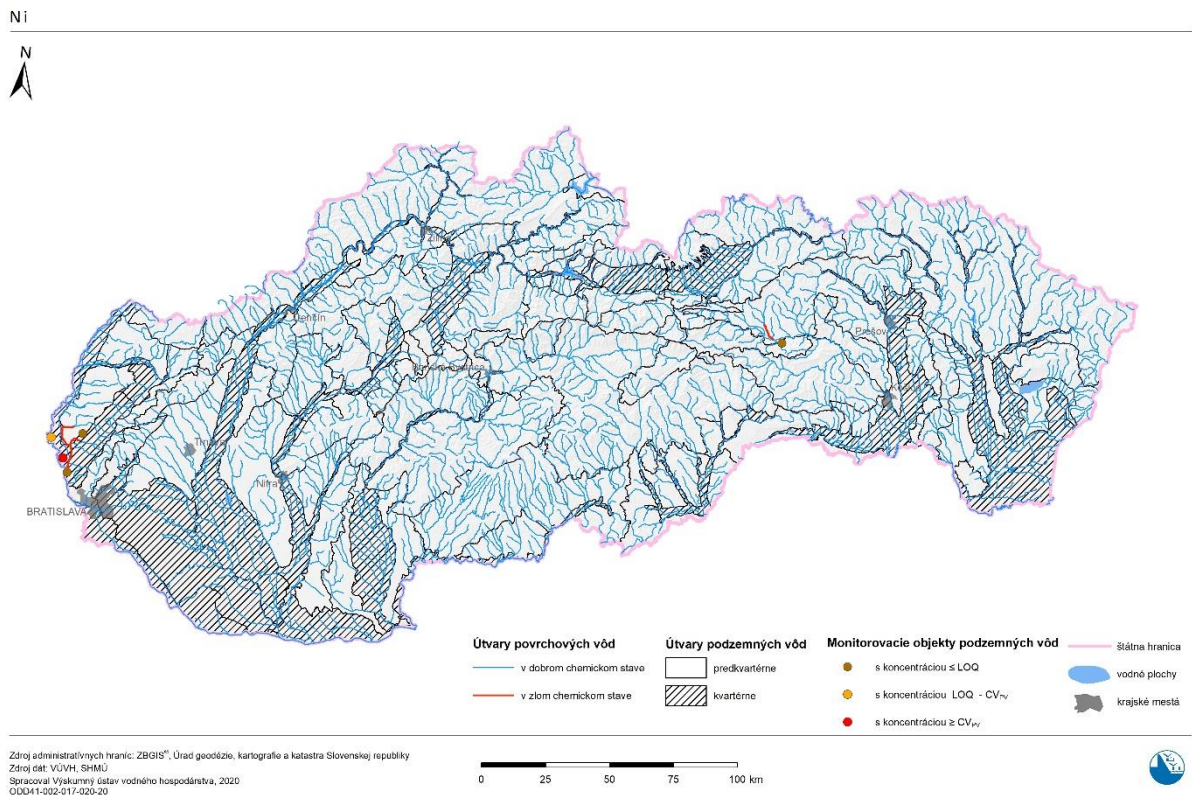 Ni
N
Žilina
Trenčín
Prešov
Banská Bystrica
Košice
Trnava
Nitra
BRATISLAVA
Útvary povrchových vôd
v dobrom chemickom stave
v zlom chemickom stave
Útvary podzemných vôd
predkvartérne
kvartérne
Monitorovacie objekty podzemných vôd
s koncentráciou ≤ LOQ
s koncentráciou LOQ - CVPV
s koncentráciou ≥ CVPV
štátna hranica
vodné plochy
krajské mestá
Zdroj administratívnych hraníc: ZBGIS®, Úrad geodézie, kartografie a katastra Slovenskej republiky
Zdroj dát: VÚVH, SHMÚ
Spracoval Výskumný ústav vodného hospodárstva, 2020
ODD41-002-017-020-20
0 25 50 75 100 km